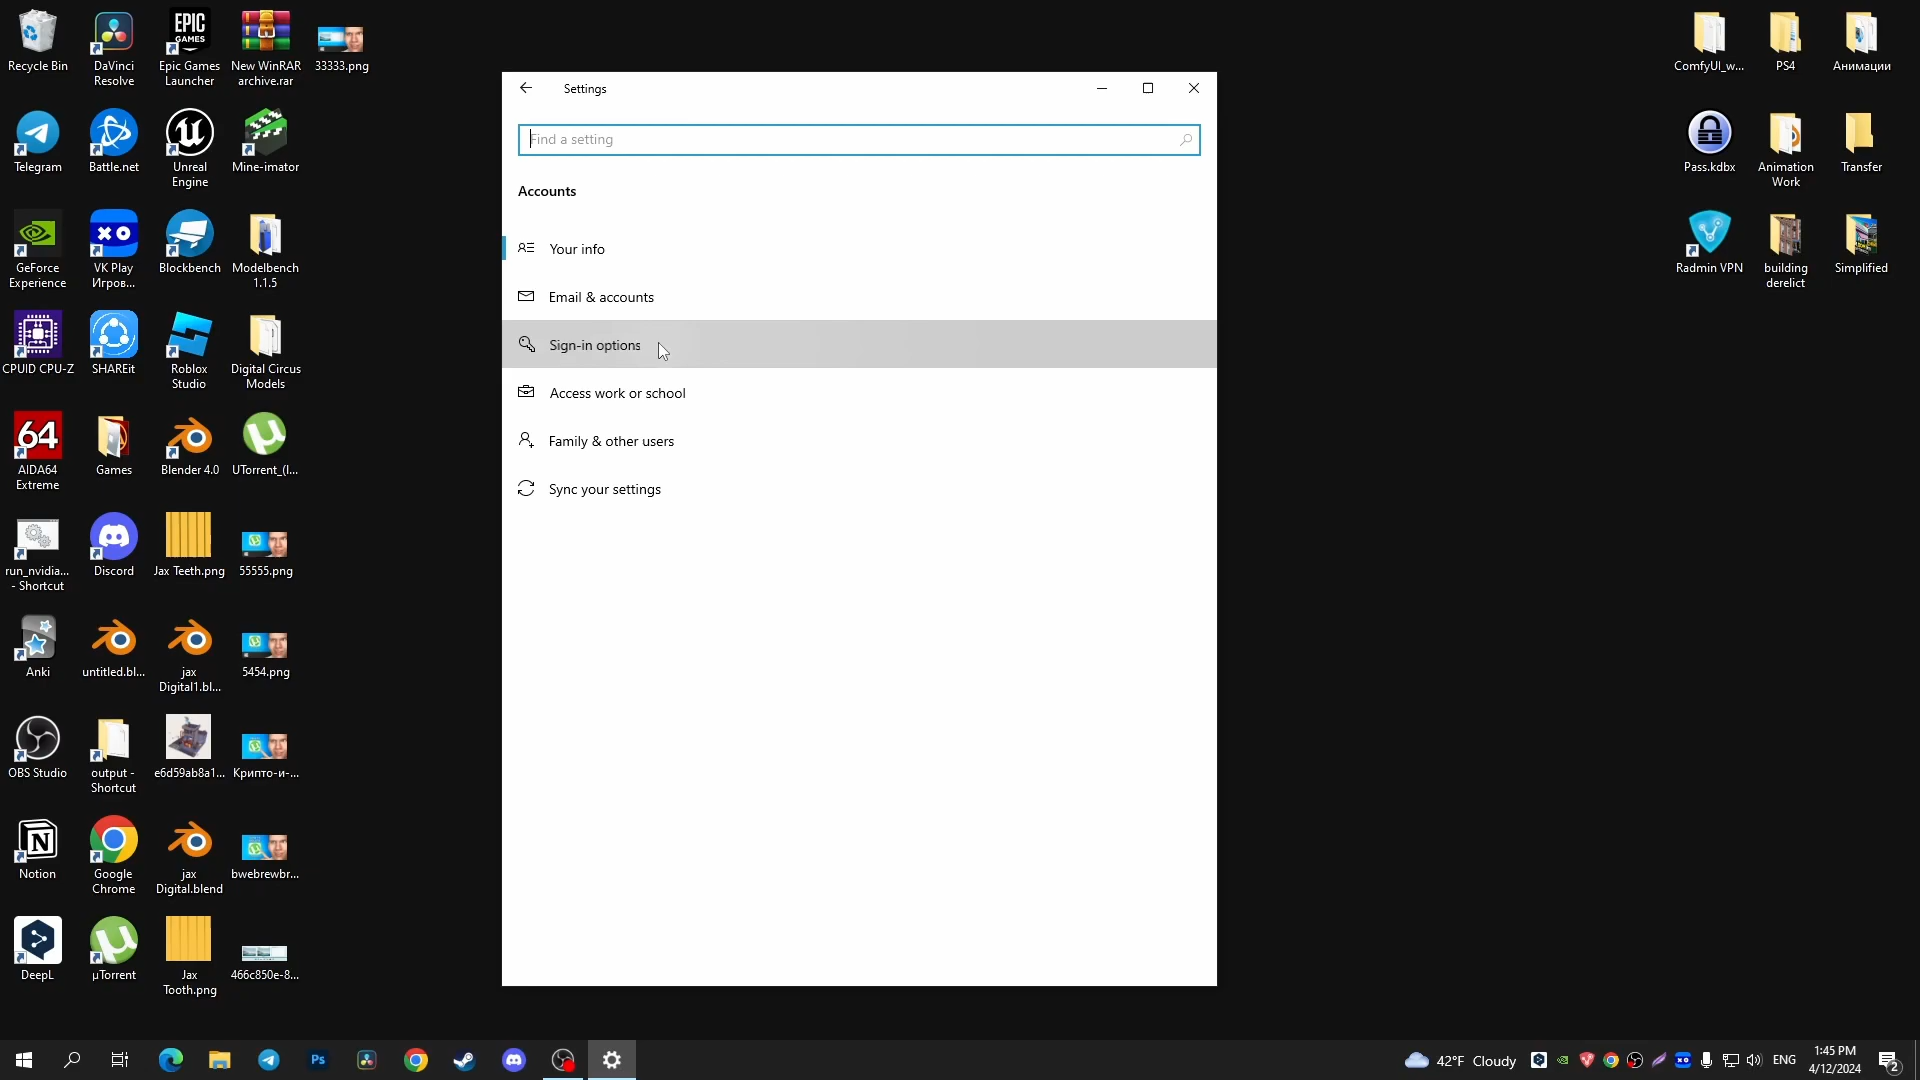 Recycle Bin
DaVinci
Resolve
EPIC
GAMES
Epic Games
Launcher
New WinRAR
archive.rar
33333.png
Telegram
Battle.net
Unreal
Engine
Mine-imator
GeForce
Experience
VK Play
Игров...
Blockbench
Modelbench
1.1.5
CPUID CPU-Z
SHAREit
Roblox
Studio
Digital Circus
Models
64
AIDA64
Extreme
Games
Blender 4.0
UTorrent_(I...
run_nvidia...
- Shortcut
Discord
Jax Teeth.png
55555.png
Anki
untitled.bl...
jax
Digital1.bl...
5454.png
OBS Studio
output -
Shortcut
e6d59ab8a1...
Крипто-и-...
Notion
Google
Chrome
jax
Digital.blend
bwebrewbr...
DeepL
µTorrent
Jax
Tooth.png
466c850e-8...
Settings
Find a setting
Accounts
Your info
Email & accounts
Sign-in options
Access work or school
Family & other users
Sync your settings
ComfyUI_w...
PS4
Анимации
Pass.kdbx
Animation
Work
Transfer
Radmin VPN
building
derelict
Simplified
Ps
42°F Cloudy
ENG
1:45 PM
4/12/2024
2